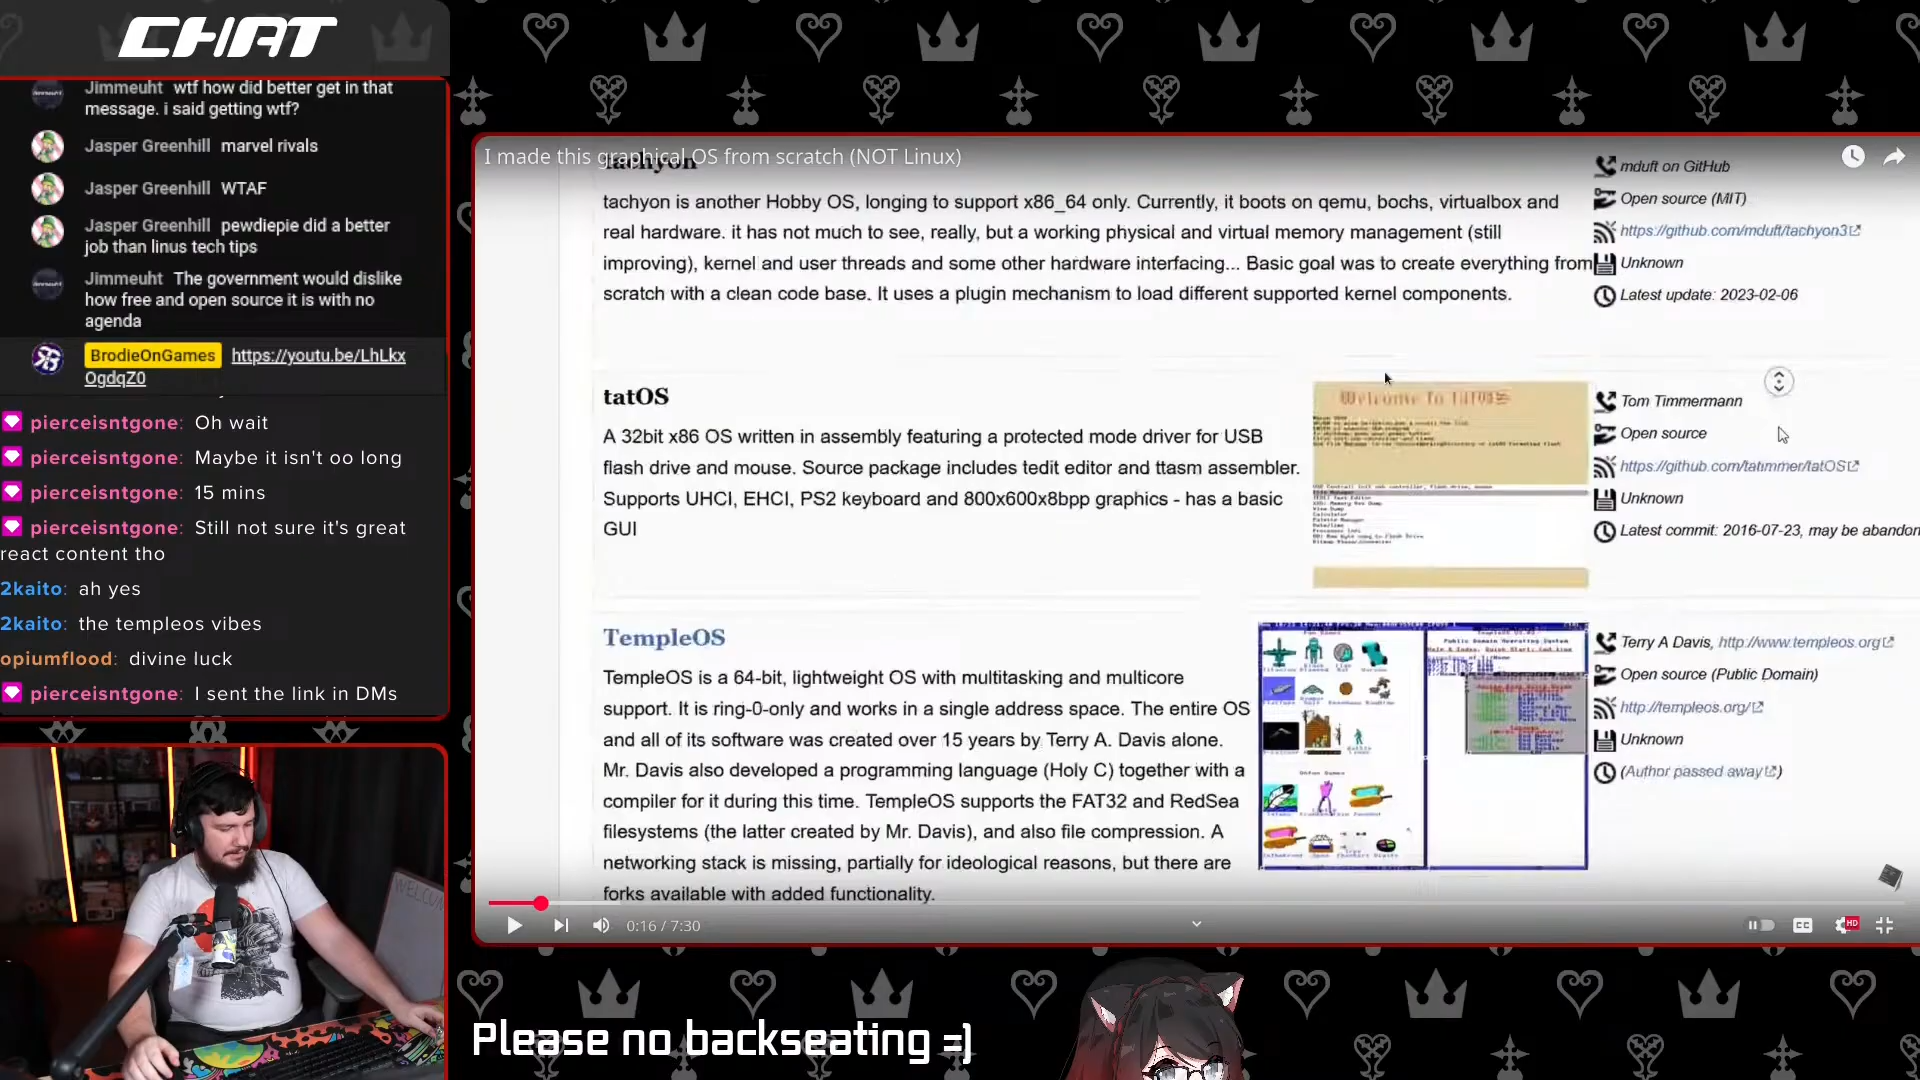 CHAT
Jimmeuht wtf how did better get in that
message. i said getting wtf?
Jasper Greenhill marvel rivals
Jasper Greenhill WTAF
Jasper Greenhill pewdiepie did a better
job than linus tech tips
Jimmeuht The government would dislike
how free and open source it is with no
agenda
BrodieOnGames https://youtu.be/LhLkx
OgdqZ0
pierceisntgone: Oh wait
pierceisntgone: Maybe it isn't oo long
pierceisntgone: 15 mins
pierceisntgone: Still not sure it's great
react content tho
2kaito: ah yes
2kaito: the templeos vibes
opiumflood: divine luck
pierceisntgone: I sent the link in DMs
I made this graphical OS from scratch (NOT Linux)
tachyon
tachyon is another Hobby OS, longing to support x86_64 only. Currently, it boots on qemu, bochs, virtualbox and
real hardware. it has not much to see, really, but a working physical and virtual memory management (still
improving), kernel and user threads and some other hardware interfacing... Basic goal was to create everything from
scratch with a clean code base. It uses a plugin mechanism to load different supported kernel components.
mduft on GitHub
Open source (MIT)
https://github.com/mduft/tachyon3
Unknown
Latest update: 2023-02-06
tatOS
A 32bit x86 OS written in assembly featuring a protected mode driver for USB
flash drive and mouse. Source package includes tedit editor and ttasm assembler.
Supports UHCI, EHCI, PS2 keyboard and 800x600x8bpp graphics - has a basic
GUI
Welcome to tatOS
Tom Timmermann
Open source
https://github.com/tatimmer/tatOS
Unknown
Latest commit: 2016-07-23, may be abandon
TempleOS
TempleOS is a 64-bit, lightweight OS with multitasking and multicore
support. It is ring-0-only and works in a single address space. The entire OS
and all of its software was created over 15 years by Terry A. Davis alone.
Mr. Davis also developed a programming language (Holy C) together with a
compiler for it during this time. TempleOS supports the FAT32 and RedSea
filesystems (the latter created by Mr. Davis), and also file compression. A
networking stack is missing, partially for ideological reasons, but there are
forks available with added functionality.
Terry A Davis, http://www.templeos.org
Open source (Public Domain)
http://templeos.org/
Unknown
(Author passed away)
0:16 / 7:30
CC
HD
Please no backseating =)